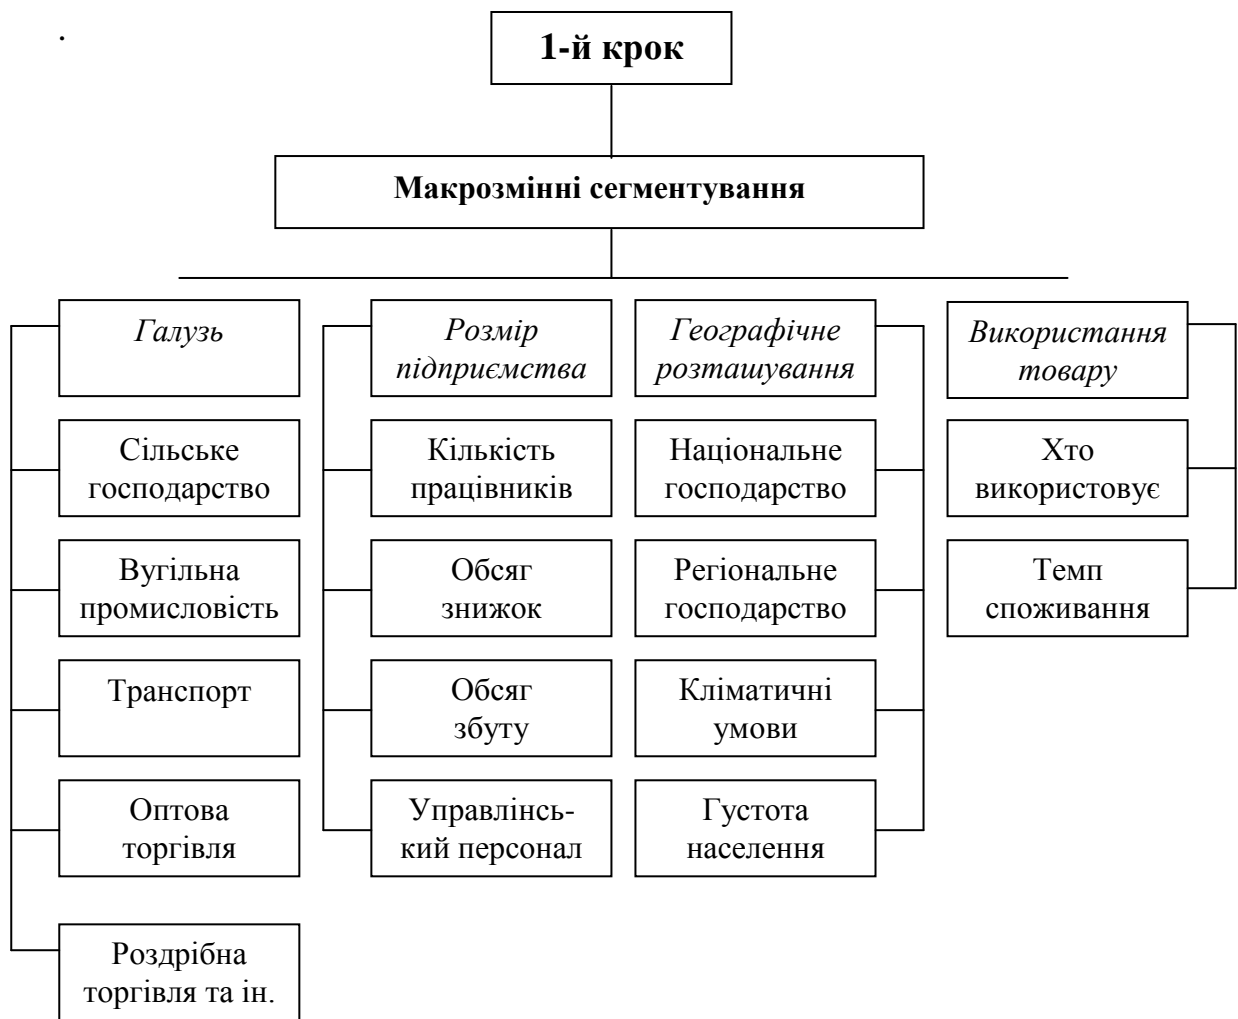 .
1-й крок
Макрозмінні сегментування
Галузь
Сільське
господарство
Вугільна
промисловість
Транспорт
Оптова
торгівля
Роздрібна
торгівля та ін.
Розмір
підприємства
Кількість
працівників
Обсяг
знижок
Обсяг
збуту
Управлінсь-
кий персонал
Географічне
розташування
Національне
господарство
Регіональне
господарство
Кліматичні
умови
Густота
населення
Використання
товару
Хто
використовує
Темп
споживання